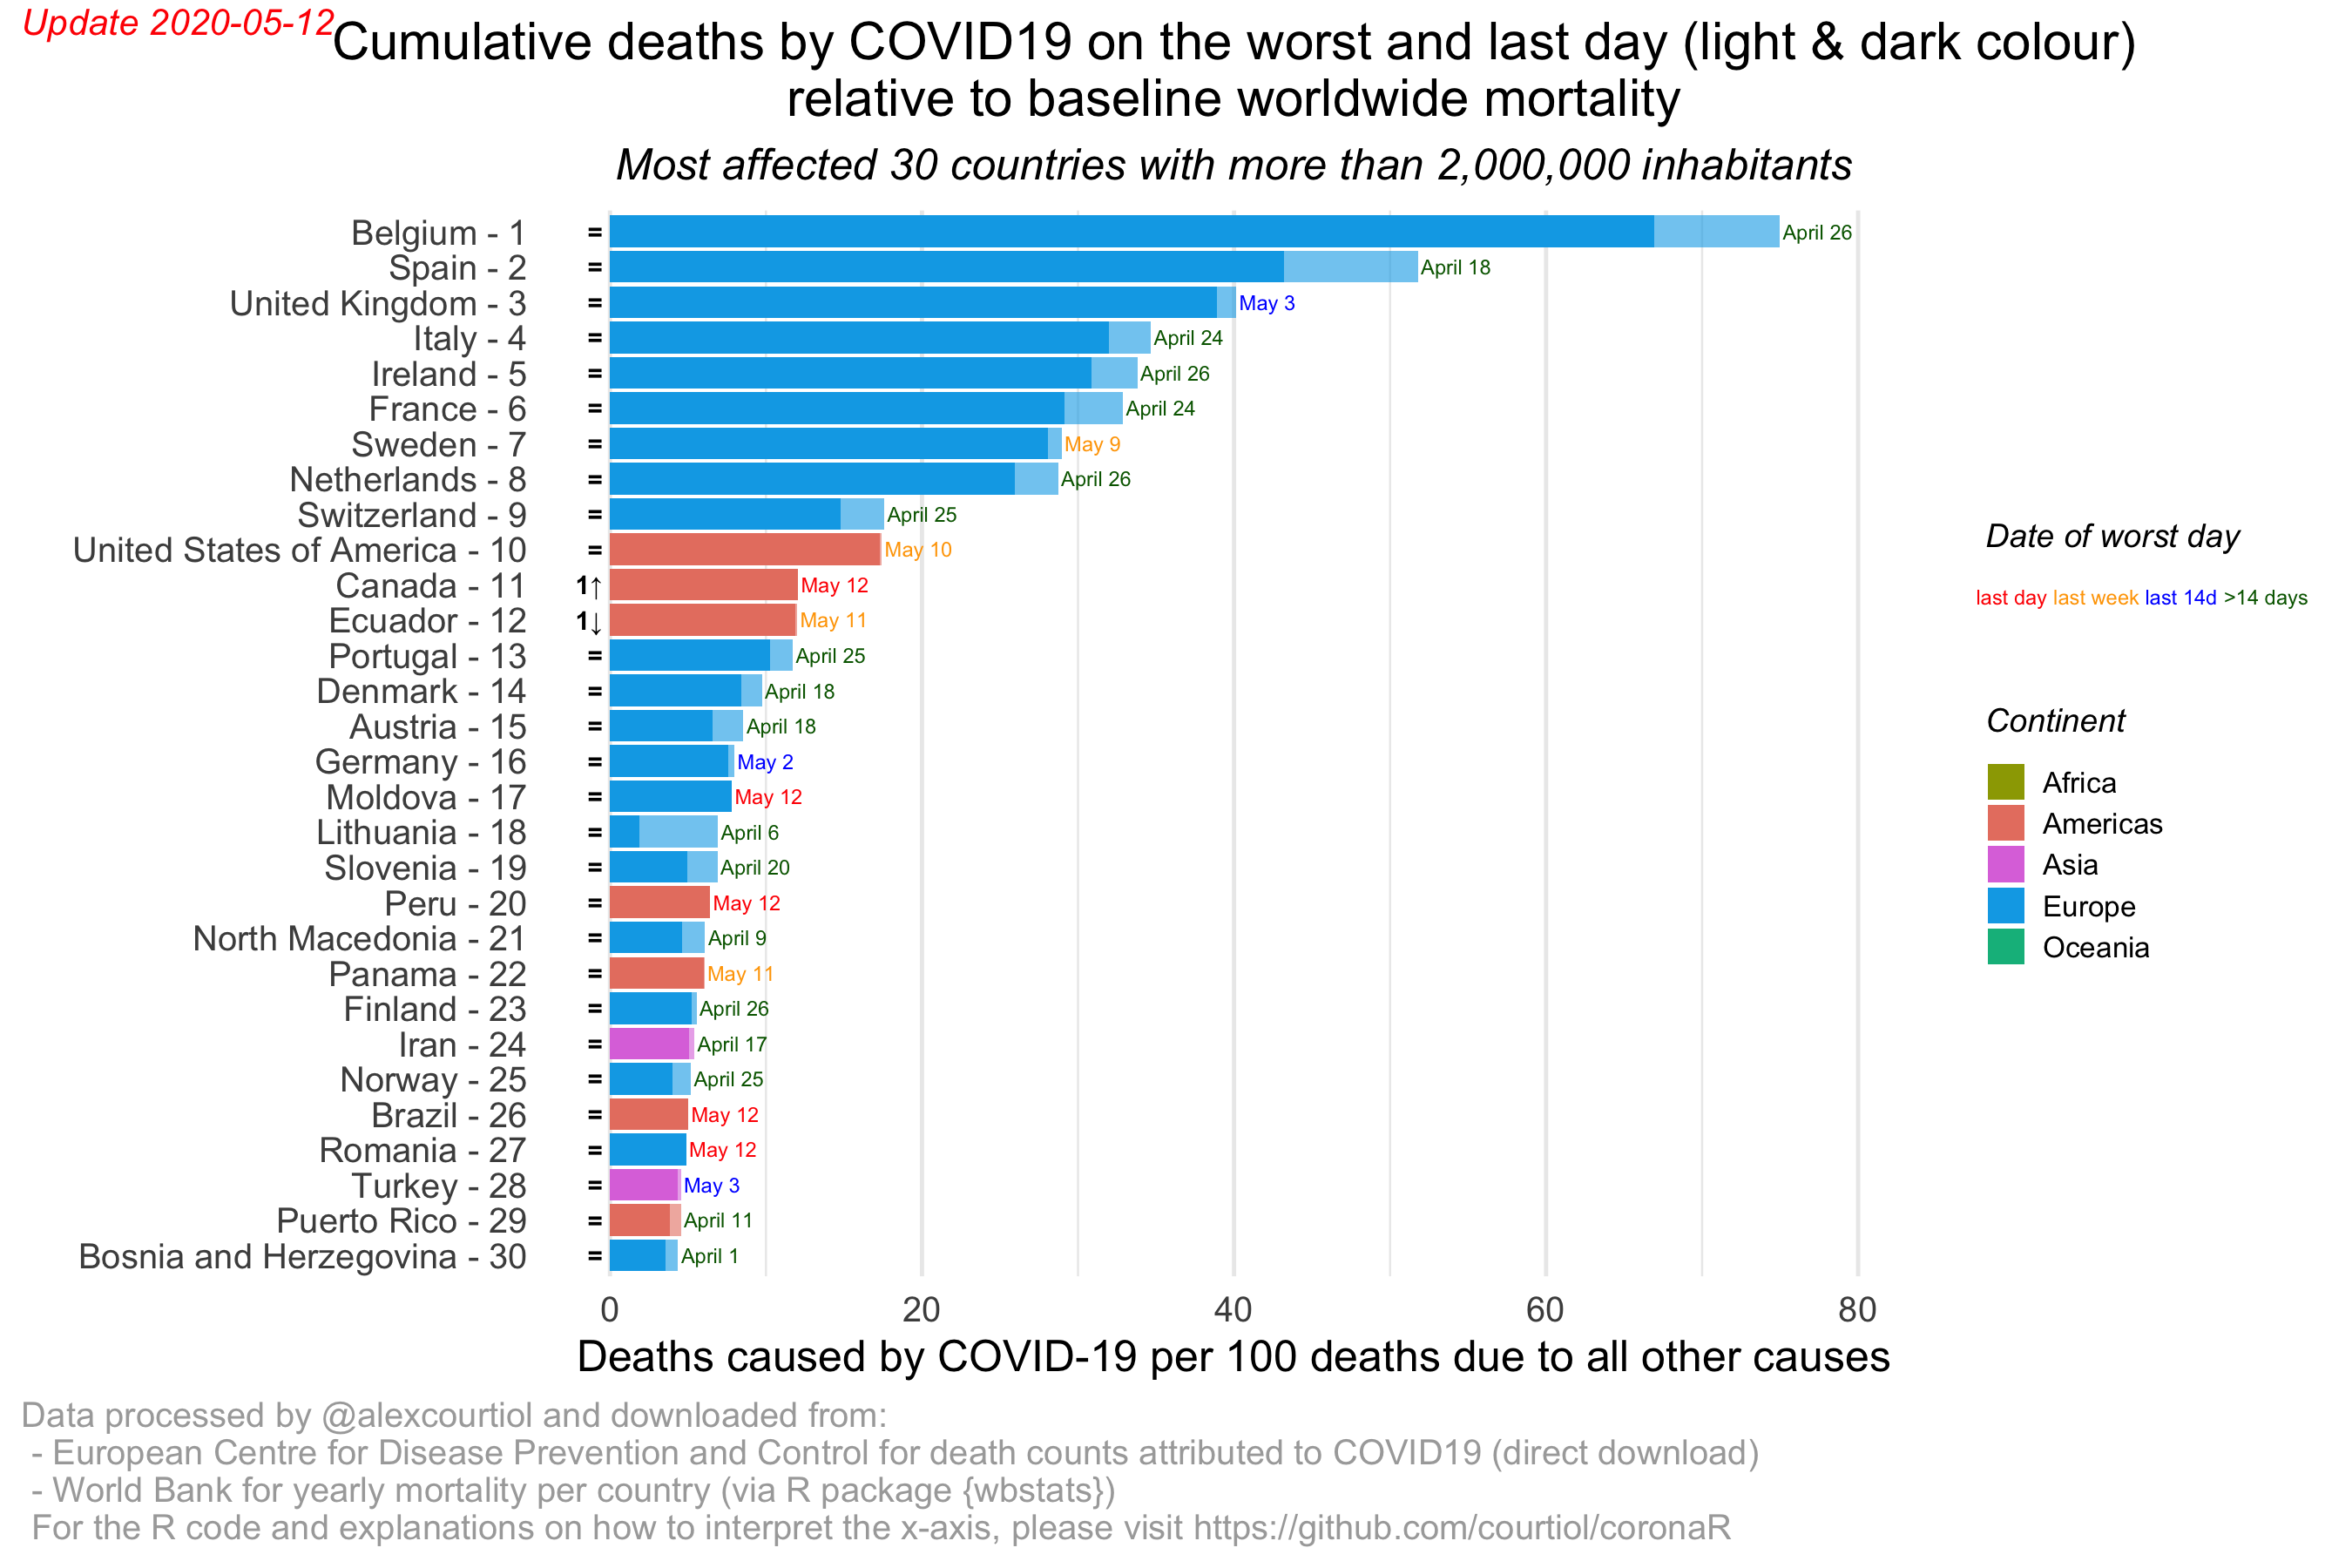 Update 2020-05-12
Cumulative deaths by COVID19 on the worst and last day (light & dark colour)
relative to baseline worldwide mortality
Most affected 30 countries with more than 2,000,000 inhabitants
Belgium - 1 = April 26
Spain - 2 = April 18
United Kingdom - 3 = May 3
Italy - 4 = April 24
Ireland - 5 = April 26
France - 6 = April 24
Sweden - 7 = May 9
Netherlands - 8 = April 26
Switzerland - 9 = April 25
United States of America - 10 = May 10
Canada - 11 1↑ May 12
Ecuador - 12 1↓ May 11
Portugal - 13 = April 25
Denmark - 14 = April 18
Austria - 15 = April 18
Germany - 16 = May 2
Moldova - 17 = May 12
Lithuania - 18 = April 6
Slovenia - 19 = April 20
Peru - 20 = May 12
North Macedonia - 21 = April 9
Panama - 22 = May 11
Finland - 23 = April 26
Iran - 24 = April 17
Norway - 25 = April 25
Brazil - 26 = May 12
Romania - 27 = May 12
Turkey - 28 = May 3
Puerto Rico - 29 = April 11
Bosnia and Herzegovina - 30 = April 1
0 20 40 60 80
Deaths caused by COVID-19 per 100 deaths due to all other causes
Date of worst day
last day last week last 14d >14 days
Continent
Africa
Americas
Asia
Europe
Oceania
Data processed by @alexcourtiol and downloaded from:
- European Centre for Disease Prevention and Control for death counts attributed to COVID19 (direct download)
- World Bank for yearly mortality per country (via R package {wbstats})
For the R code and explanations on how to interpret the x-axis, please visit https://github.com/courtiol/coronaR